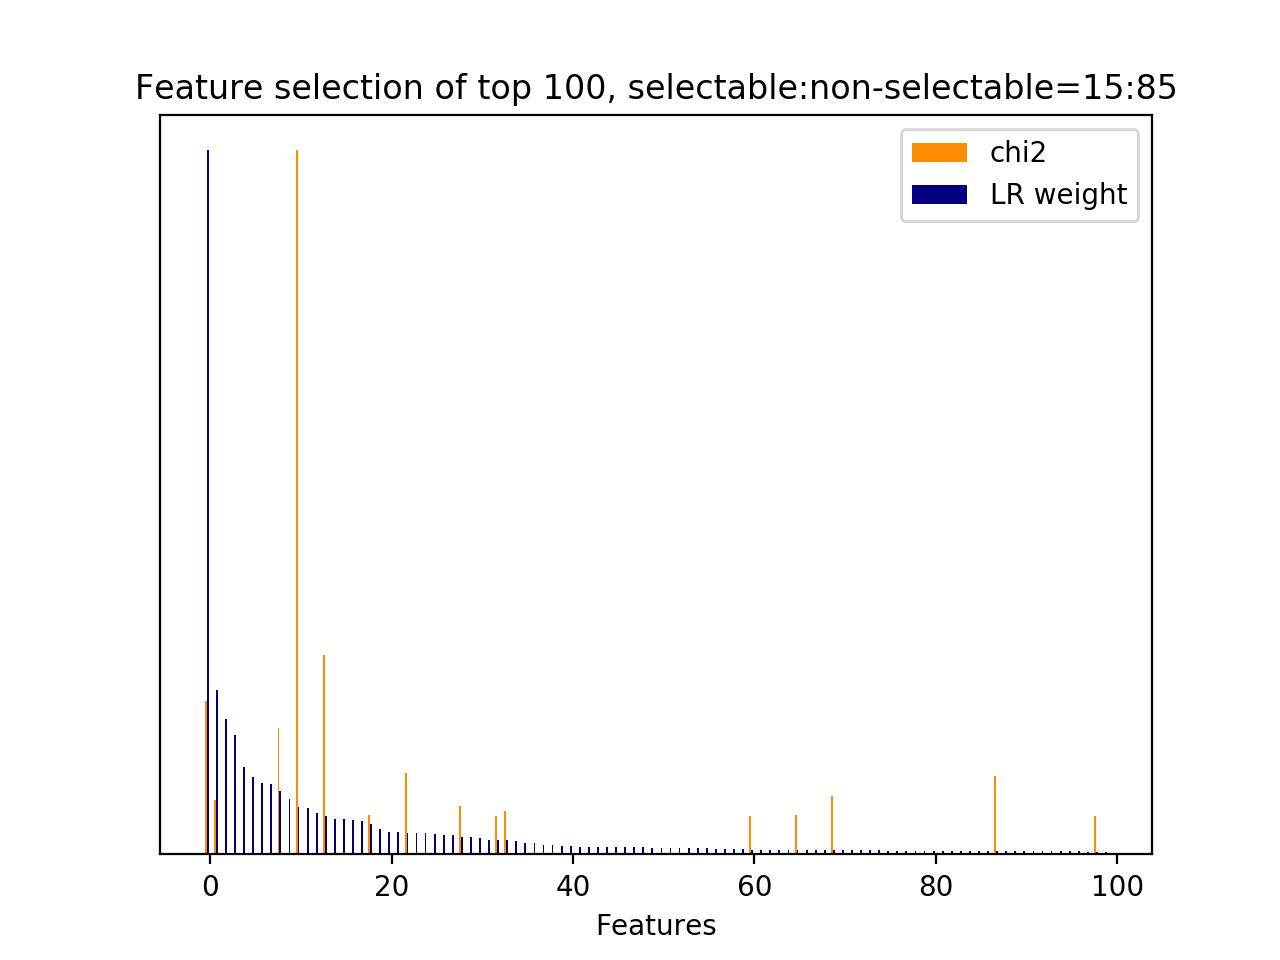 Feature selection of top 100, selectable:non-selectable=15:85
chi2
LR weight
0 20 40 60 80 100
Features